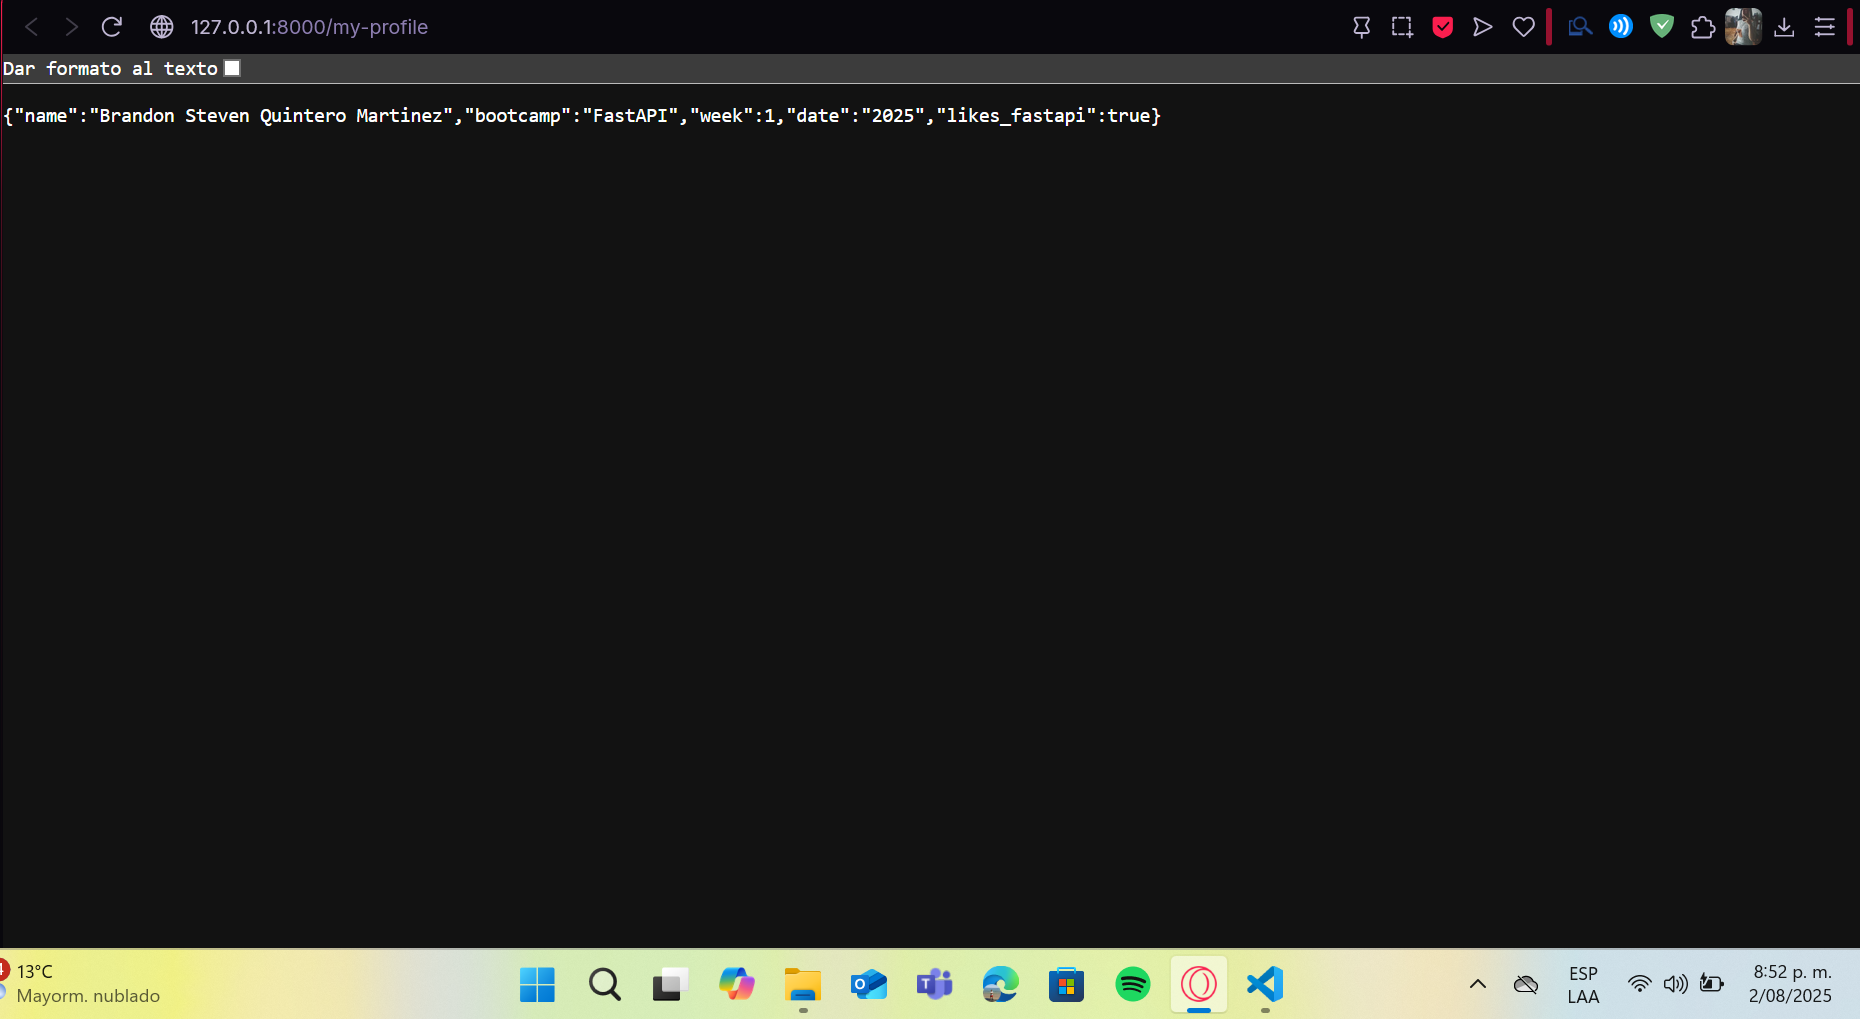 127.0.0.1:8000/my-profile
Dar formato al texto
{"name":"Brandon Steven Quintero Martinez","bootcamp":"FastAPI","week":1,"date":"2025","likes_fastapi":true}
13°C
Mayorm. nublado
ESP
LAA
8:52 p. m.
2/08/2025